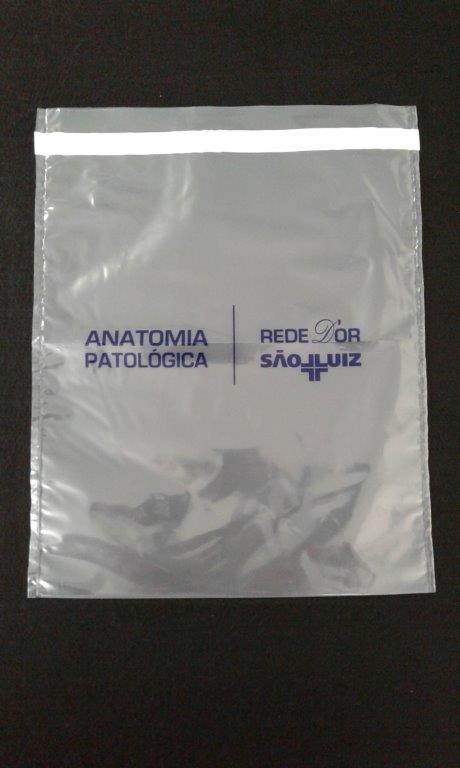 ANATOMIA
PATOLÓGICA
REDE D'OR
SÃO LUIZ